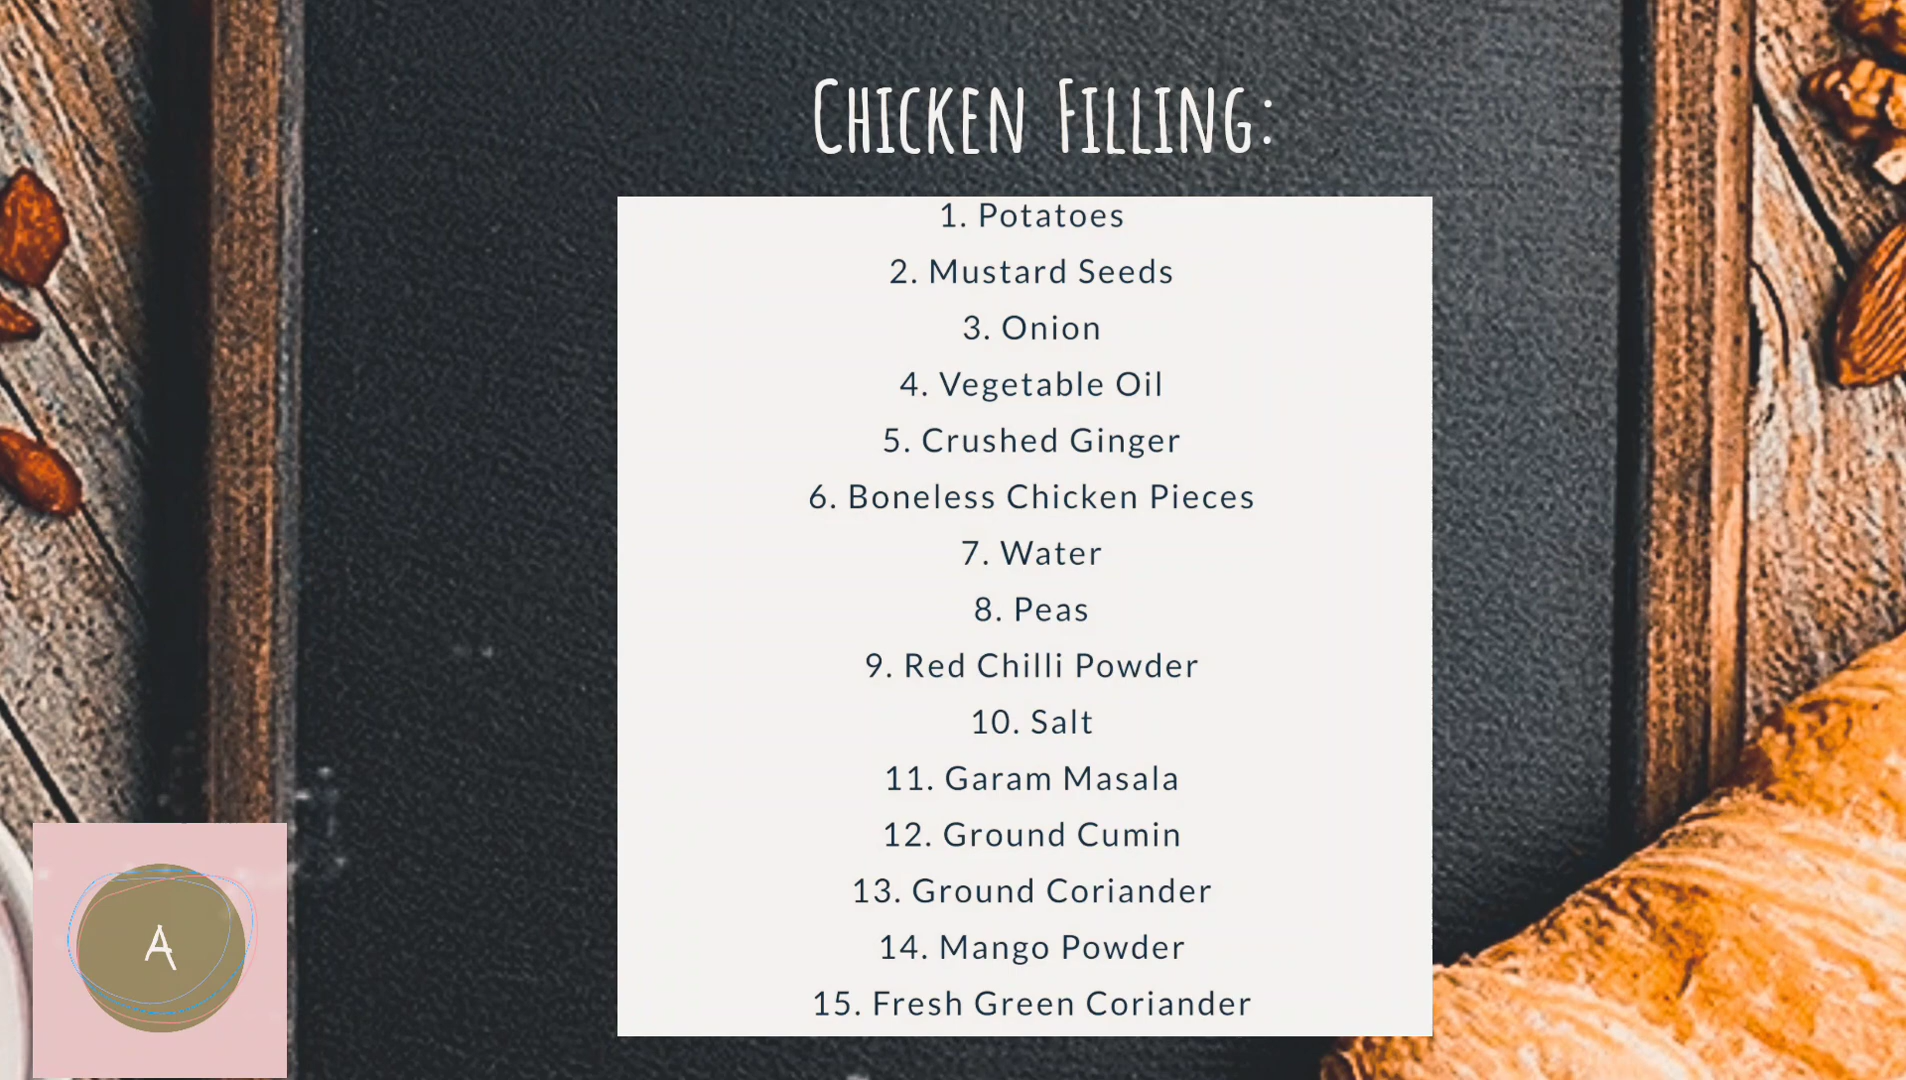 Chicken Filling:
1. Potatoes
2. Mustard Seeds
3. Onion
4. Vegetable Oil
5. Crushed Ginger
6. Boneless Chicken Pieces
7. Water
8. Peas
9. Red Chilli Powder
10. Salt
11. Garam Masala
12. Ground Cumin
13. Ground Coriander
14. Mango Powder
15. Fresh Green Coriander
A